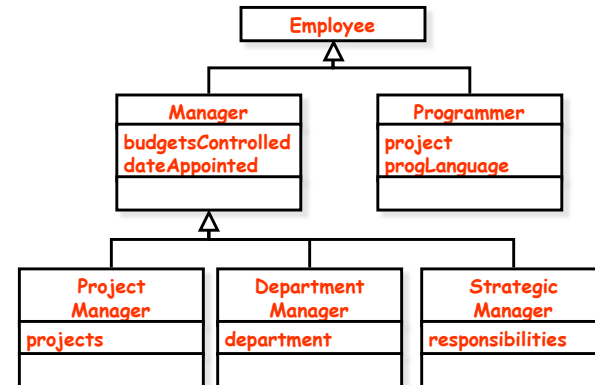 Employee
Manager
budgetsControlled
dateAppointed
Programmer
project
progLanguage
Project
Manager
projects
Department
Manager
department
Strategic
Manager
responsibilities